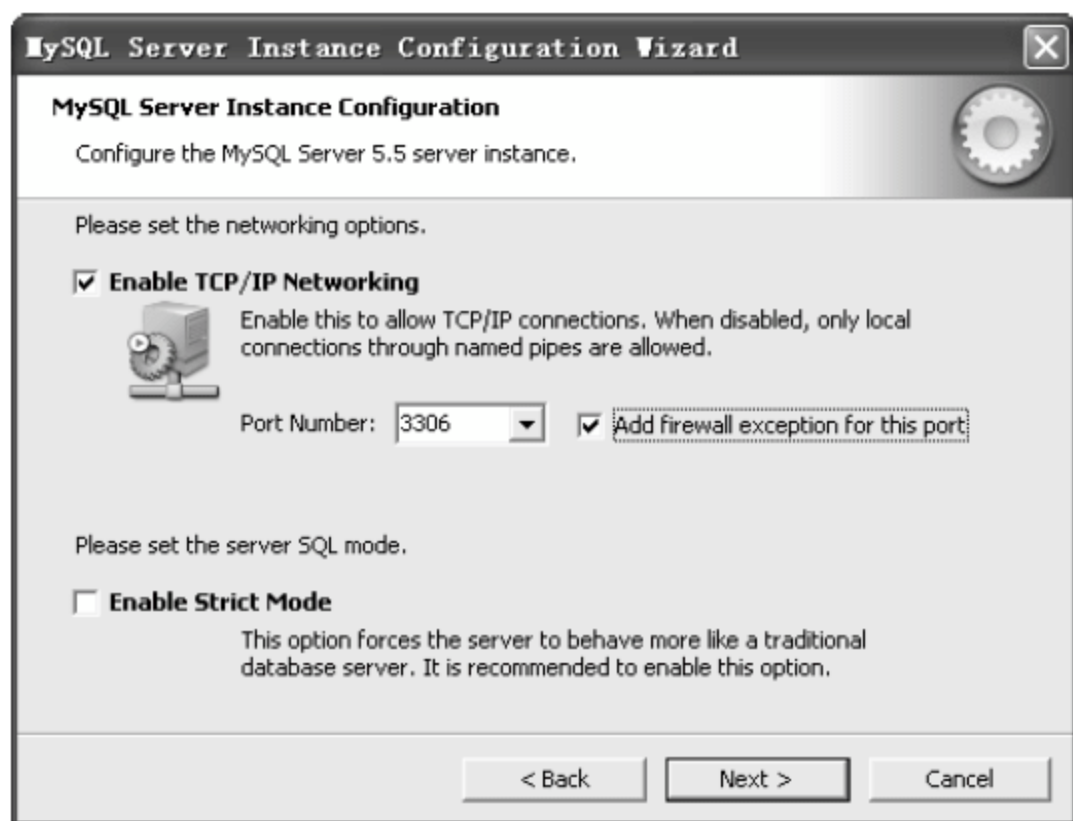 MySQL Server Instance Configuration Wizard
MySQL Server Instance Configuration
Configure the MySQL Server 5.5 server instance.
Please set the networking options.
Enable TCP/IP Networking
Enable this to allow TCP/IP connections. When disabled, only local
connections through named pipes are allowed.
Port Number: 3306 Add firewall exception for this port
Please set the server SQL mode.
Enable Strict Mode
This option forces the server to behave more like a traditional
database server. It is recommended to enable this option.
< Back Next > Cancel